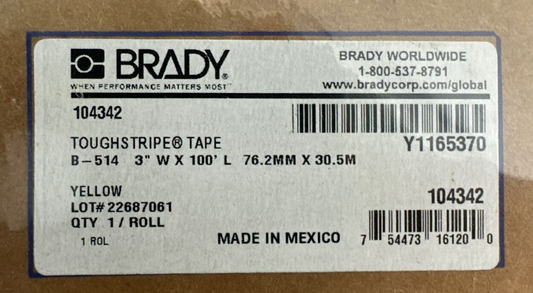 BRADY®
WHEN PERFORMANCE MATTERS MOST™
BRADY WORLDWIDE
1-800-537-8791
www.bradycorp.com/global
104342
TOUGHSTRIPE® TAPE
Y1165370
B-514 3" W X 100' L 76.2MM X 30.5M
YELLOW
LOT# 22687061
QTY 1 / ROLL
1 ROL
MADE IN MEXICO
104342
7 54473 16120 0